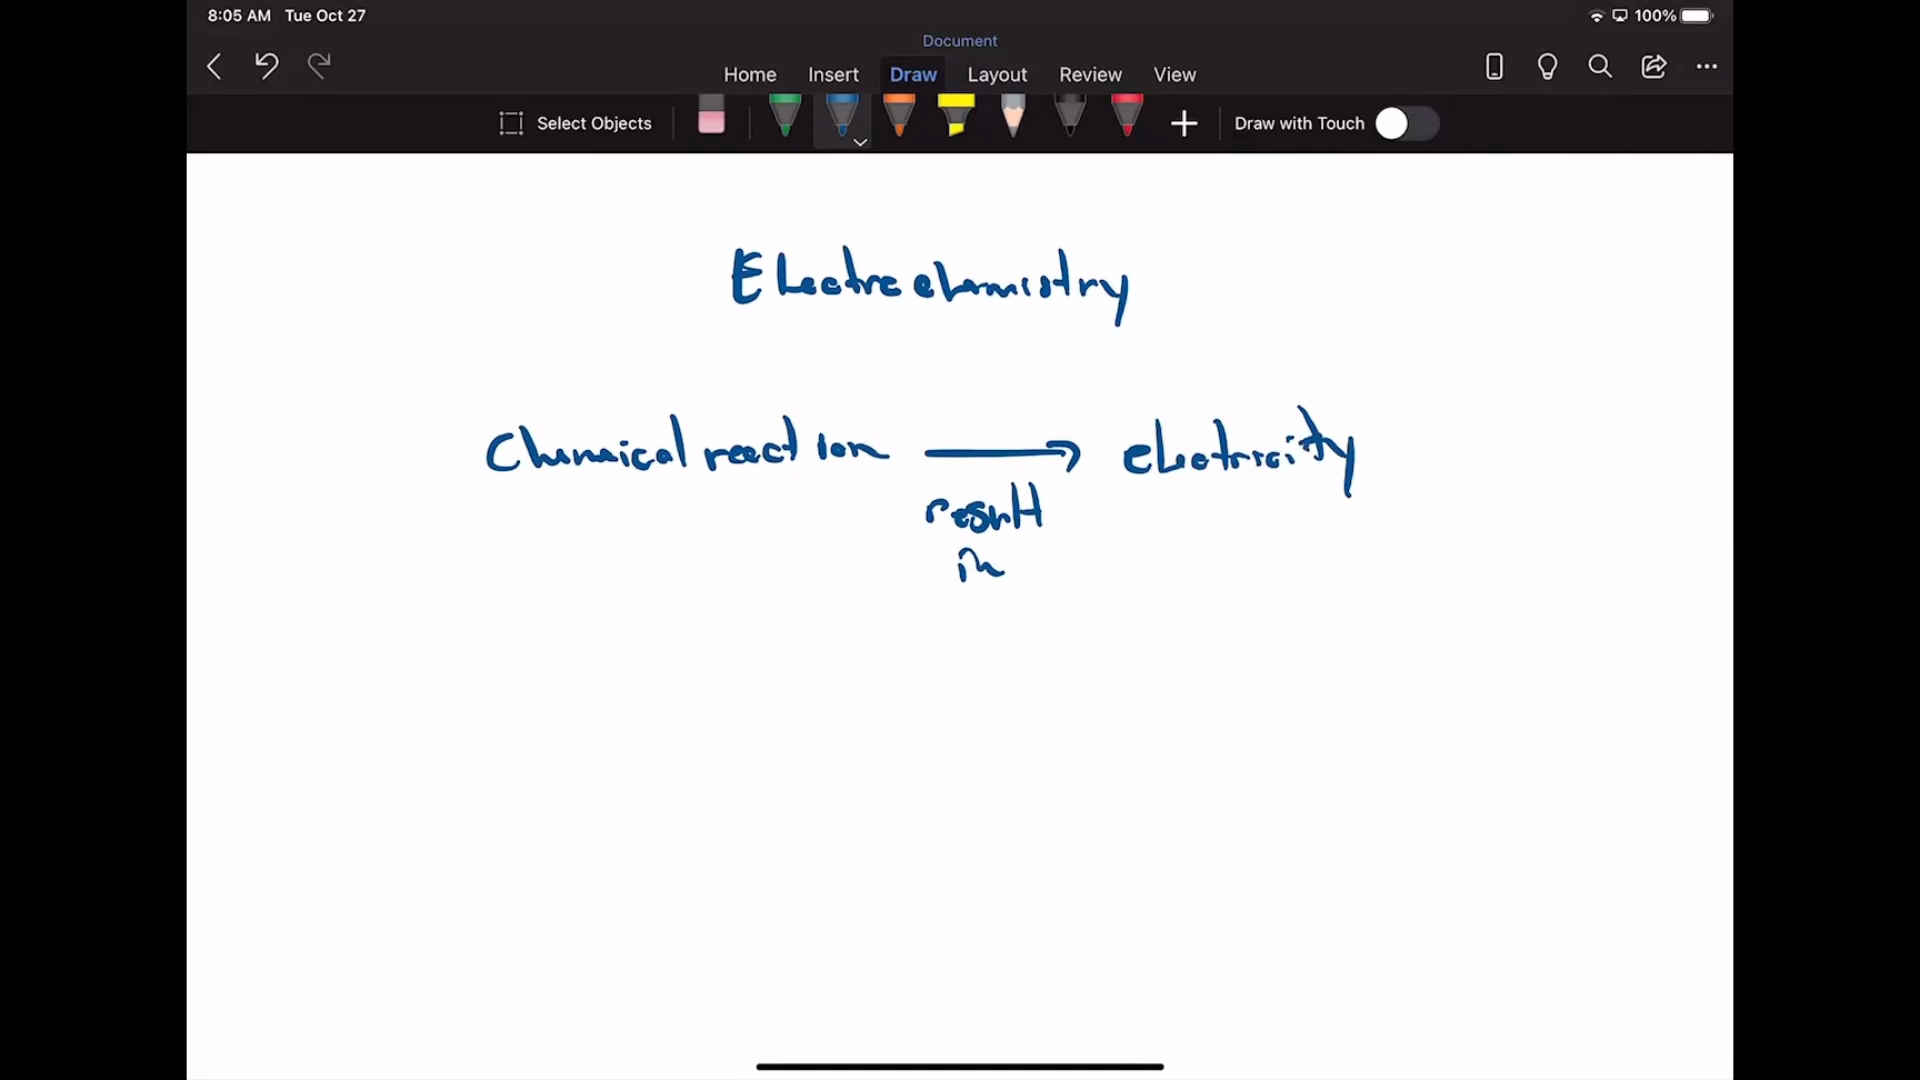 8:05 AM Tue Oct 27
100%
Document
Home Insert Draw Layout Review View
Select Objects
Draw with Touch
Electrochemistry
Chemical reaction → electricity
result
in